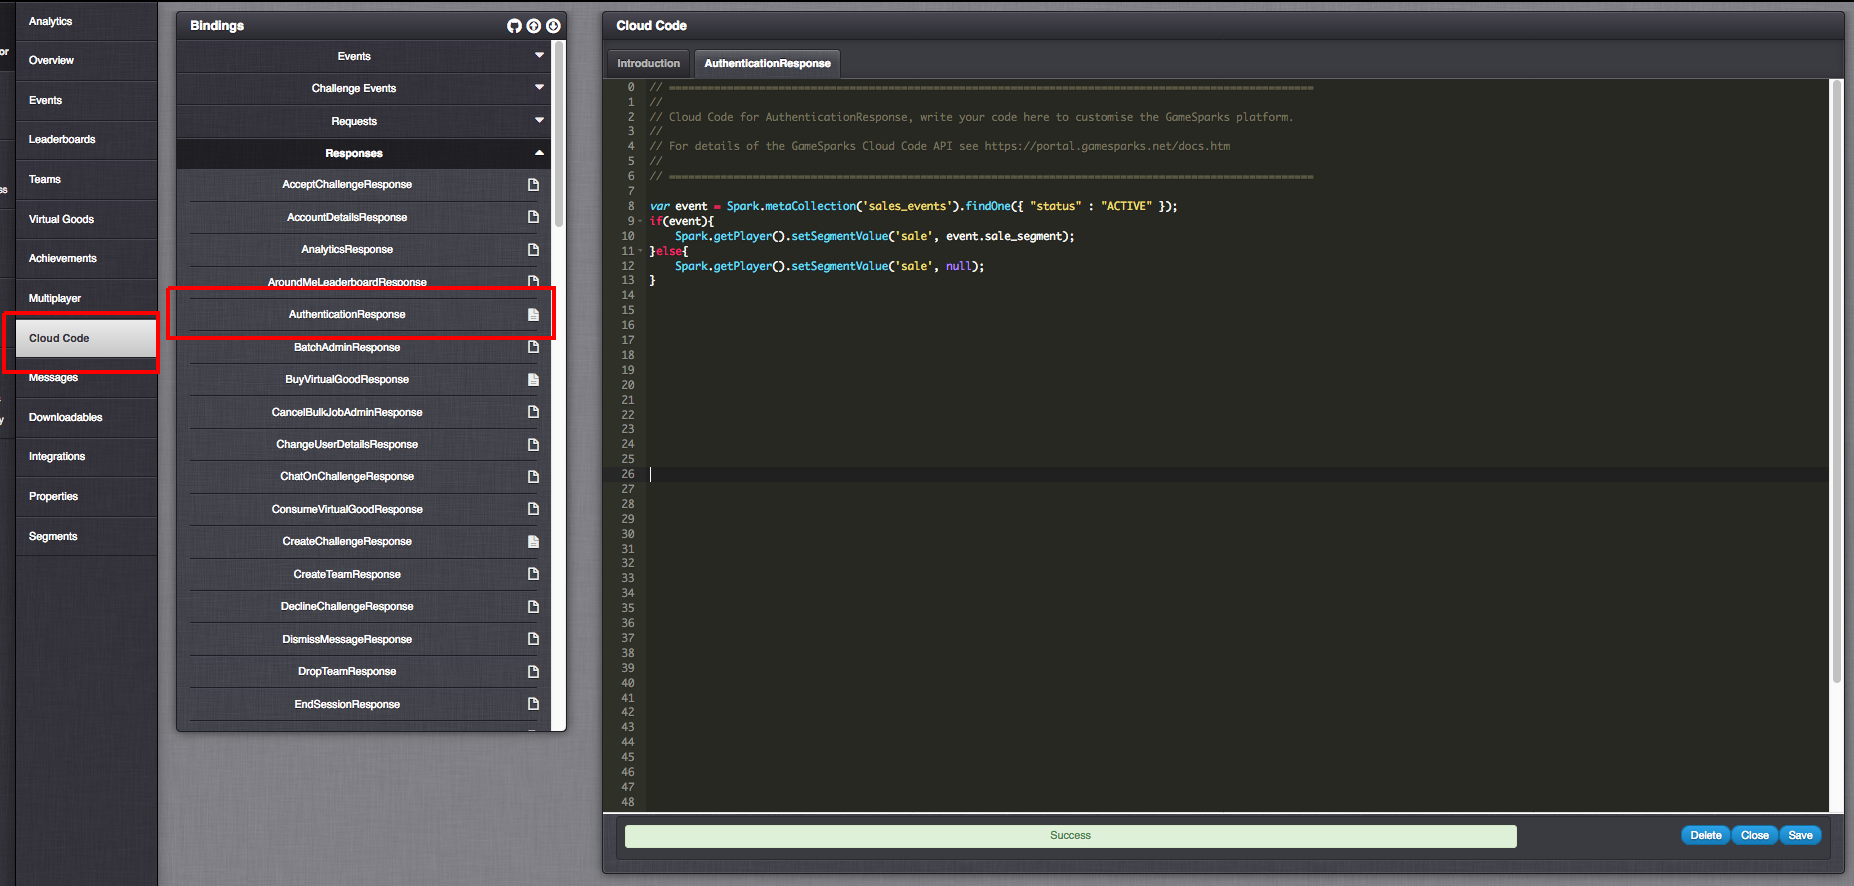 or
ss
y
Analytics
Overview
Events
Leaderboards
Teams
Virtual Goods
Achievements
Multiplayer
Cloud Code
Messages
Downloadables
Integrations
Properties
Segments
Bindings
Events
Challenge Events
Requests
Responses
AcceptChallengeResponse
AccountDetailsResponse
AnalyticsResponse
AroundMeLeaderboardResponse
AuthenticationResponse
BatchAdminResponse
BuyVirtualGoodResponse
CancelBulkJobAdminResponse
ChangeUserDetailsResponse
ChatOnChallengeResponse
ConsumeVirtualGoodResponse
CreateChallengeResponse
CreateTeamResponse
DeclineChallengeResponse
DismissMessageResponse
DropTeamResponse
EndSessionResponse
Cloud Code
Introduction AuthenticationResponse
0 // ====================================================================================================
1 //
2 // Cloud Code for AuthenticationResponse, write your code here to customise the GameSparks platform.
3 //
4 // For details of the GameSparks Cloud Code API see https://portal.gamesparks.net/docs.htm
5 //
6 // ====================================================================================================
7
8 var event = Spark.metaCollection('sales_events').findOne({ "status" : "ACTIVE" });
9 if(event){
10 Spark.getPlayer().setSegmentValue('sale', event.sale_segment);
11 }else{
12 Spark.getPlayer().setSegmentValue('sale', null);
13 }
14
15
16
17
18
19
20
21
22
23
24
25
26
27
28
29
30
31
32
33
34
35
36
37
38
39
40
41
42
43
44
45
46
47
48
Success
Delete Close Save